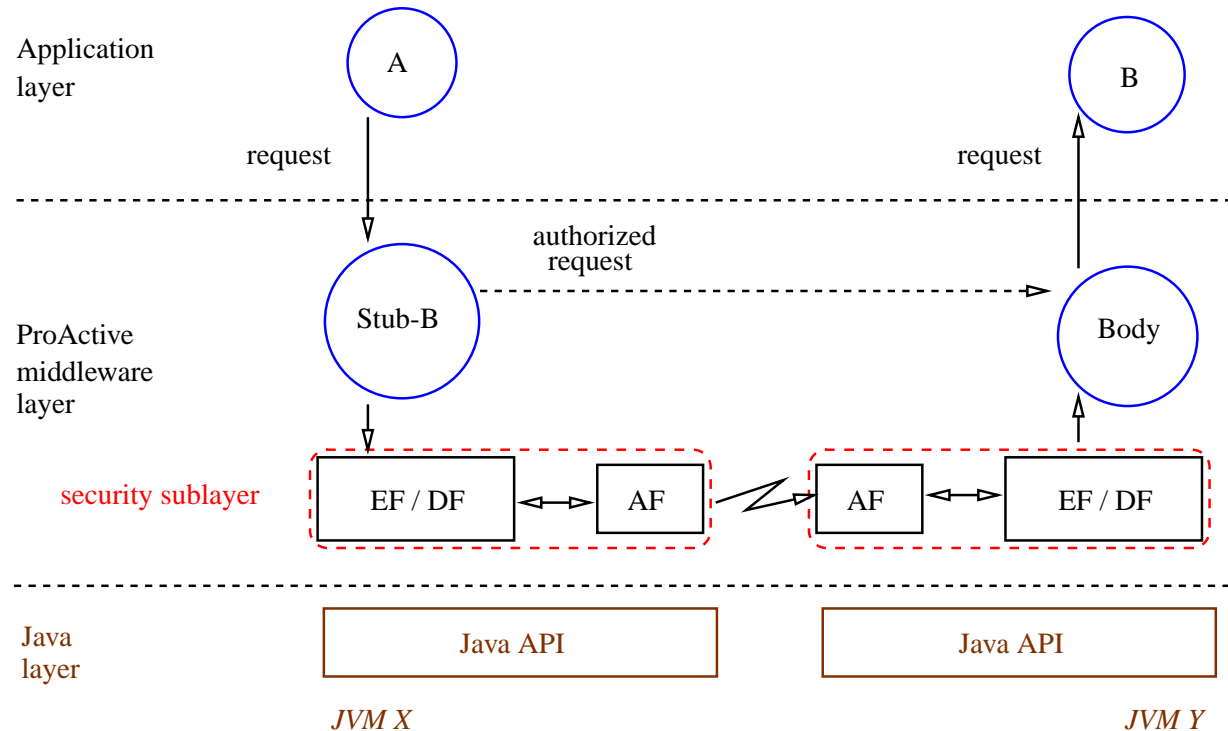 Application
layer
A
B
request
request
authorized
request
ProActive
middleware
layer
Stub-B
Body
security sublayer
EF / DF
AF
AF
EF / DF
Java
layer
Java API
Java API
JVM X
JVM Y